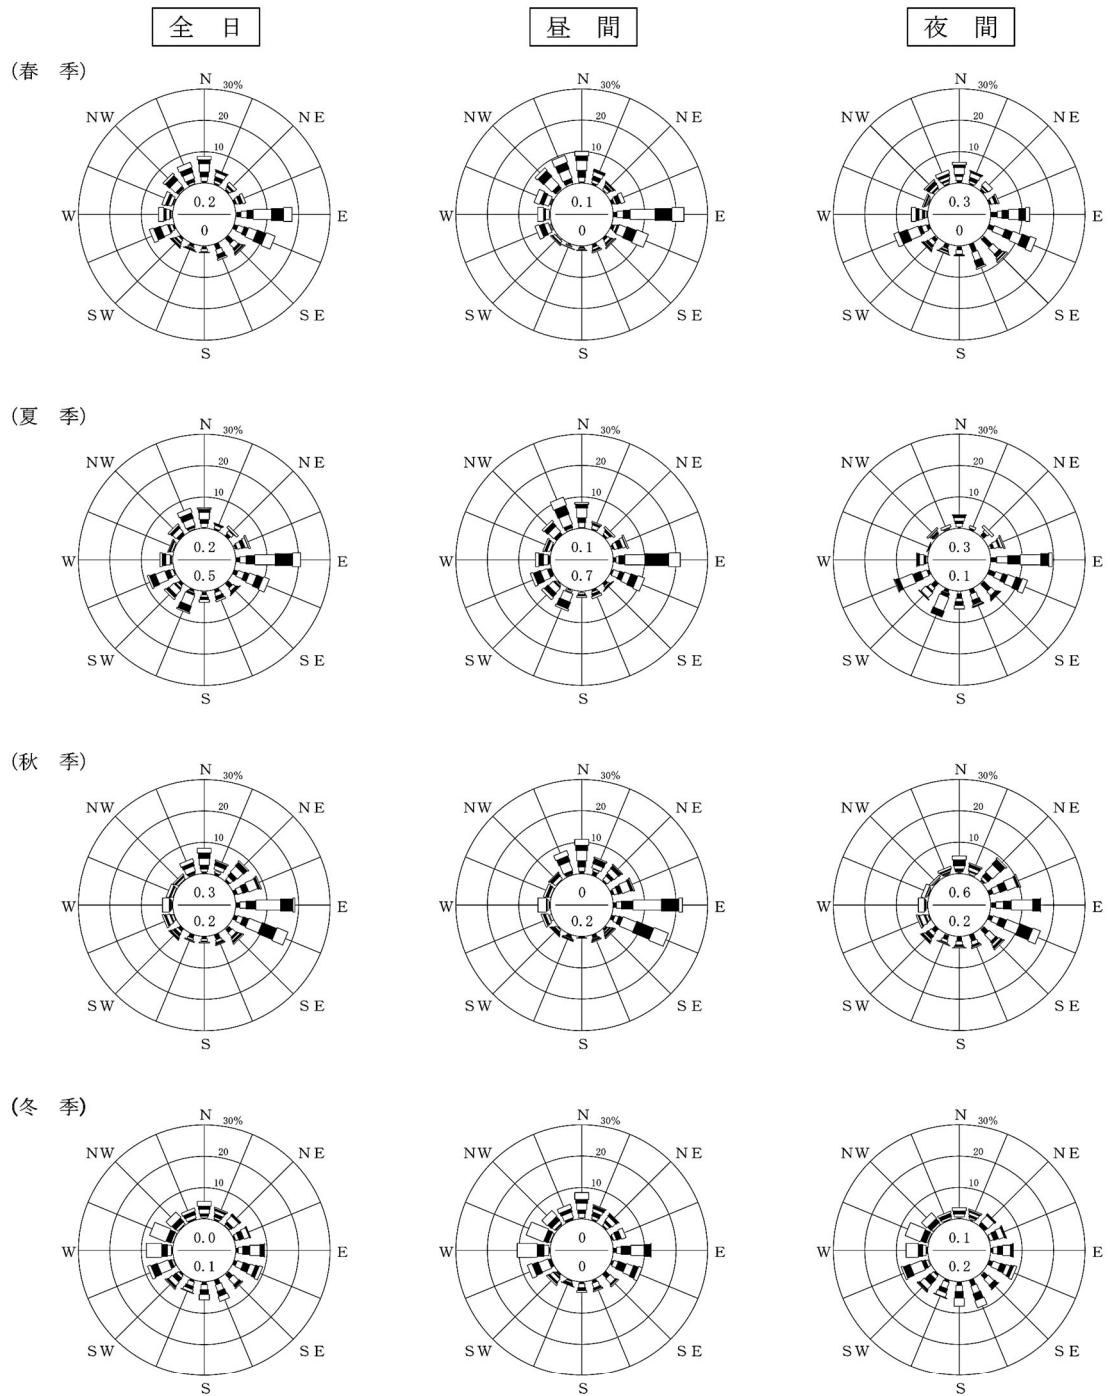 全　日　昼　間　夜　間
(春　季)
N 30% N 30% N 30%
NW 20 NE NW 20 NE NW 20 NE
10 10 10
0.2 0.1 0.3
W E W E W E
0 0 0
SW SE SW SE SW SE
S S S
(夏　季)
N 30% N 30% N 30%
NW 20 NE NW 20 NE NW 20 NE
10 10 10
0.2 0.1 0.3
W E W E W E
0.5 0.7 0.1
SW SE SW SE SW SE
S S S
(秋　季)
N 30% N 30% N 30%
NW 20 NE NW 20 NE NW 20 NE
10 10 10
0.3 0 0.6
W E W E W E
0.2 0.2 0.2
SW SE SW SE SW SE
S S S
(冬　季)
N 30% N 30% N 30%
NW 20 NE NW 20 NE NW 20 NE
10 10 10
0.0 0 0.1
W E W E W E
0.1 0 0.2
SW SE SW SE SW SE
S S S